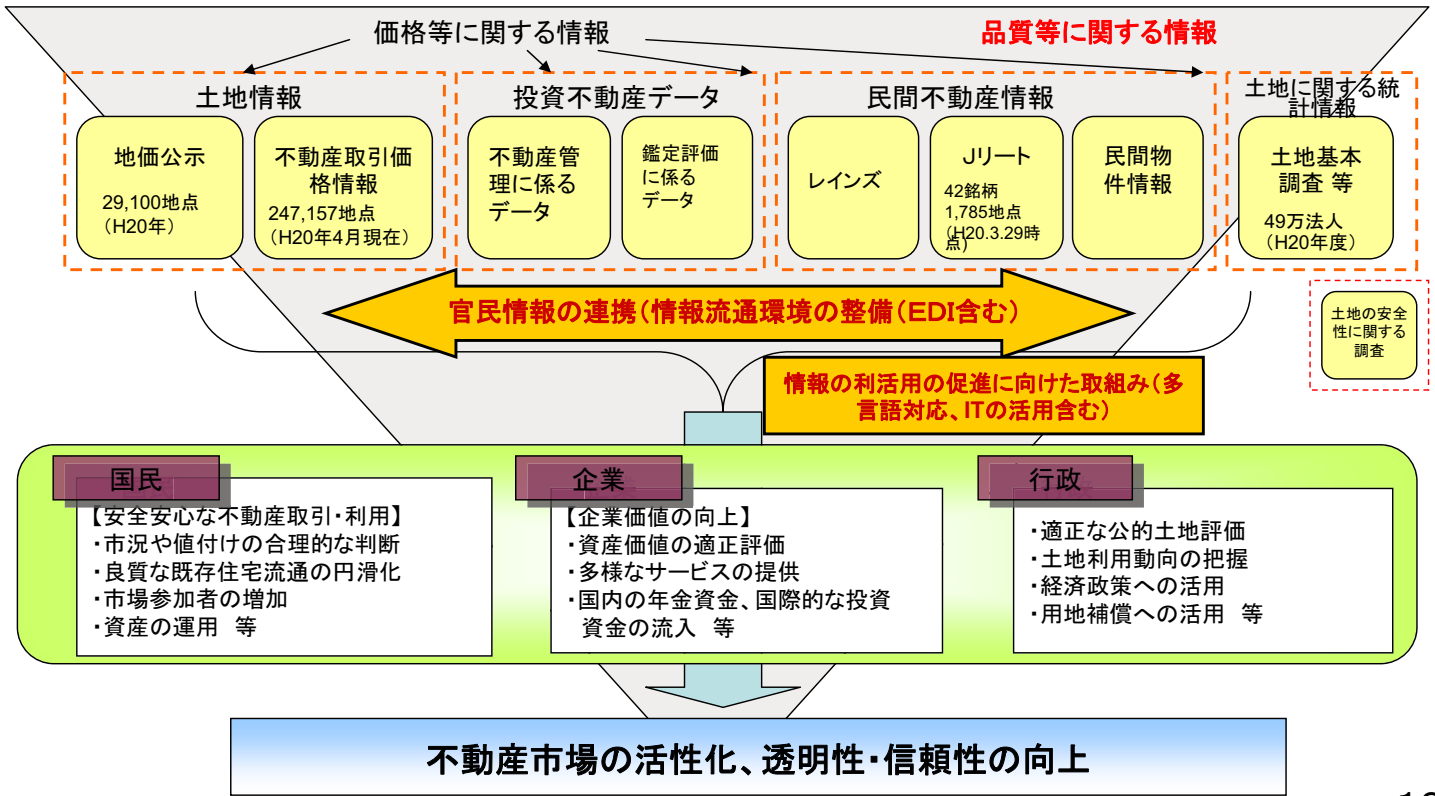 価格等に関する情報
品質等に関する情報
土地情報
地価公示
29,100地点
(H20年)
不動産取引価
格情報
247,157地点
(H20年4月現在)
投資不動産データ
不動産管
理に係る
データ
鑑定評価
に係る
データ
民間不動産情報
レインズ
Jリート
42銘柄
1,785地点
(H20.3.29時
点)
民間物
件情報
土地に関する統
計情報
土地基本
調査 等
49万法人
(H20年度)
官民情報の連携(情報流通環境の整備(EDI含む)
土地の安全
性に関する
調査
情報の利活用の促進に向けた取組み(多
言語対応、ITの活用含む)
国民
【安全安心な不動産取引・利用】
・市況や値付けの合理的な判断
・良質な既存住宅流通の円滑化
・市場参加者の増加
・資産の運用 等
企業
【企業価値の向上】
・資産価値の適正評価
・多様なサービスの提供
・国内の年金資金、国際的な投資
資金の流入 等
行政
・適正な公的土地評価
・土地利用動向の把握
・経済政策への活用
・用地補償への活用 等
不動産市場の活性化、透明性・信頼性の向上